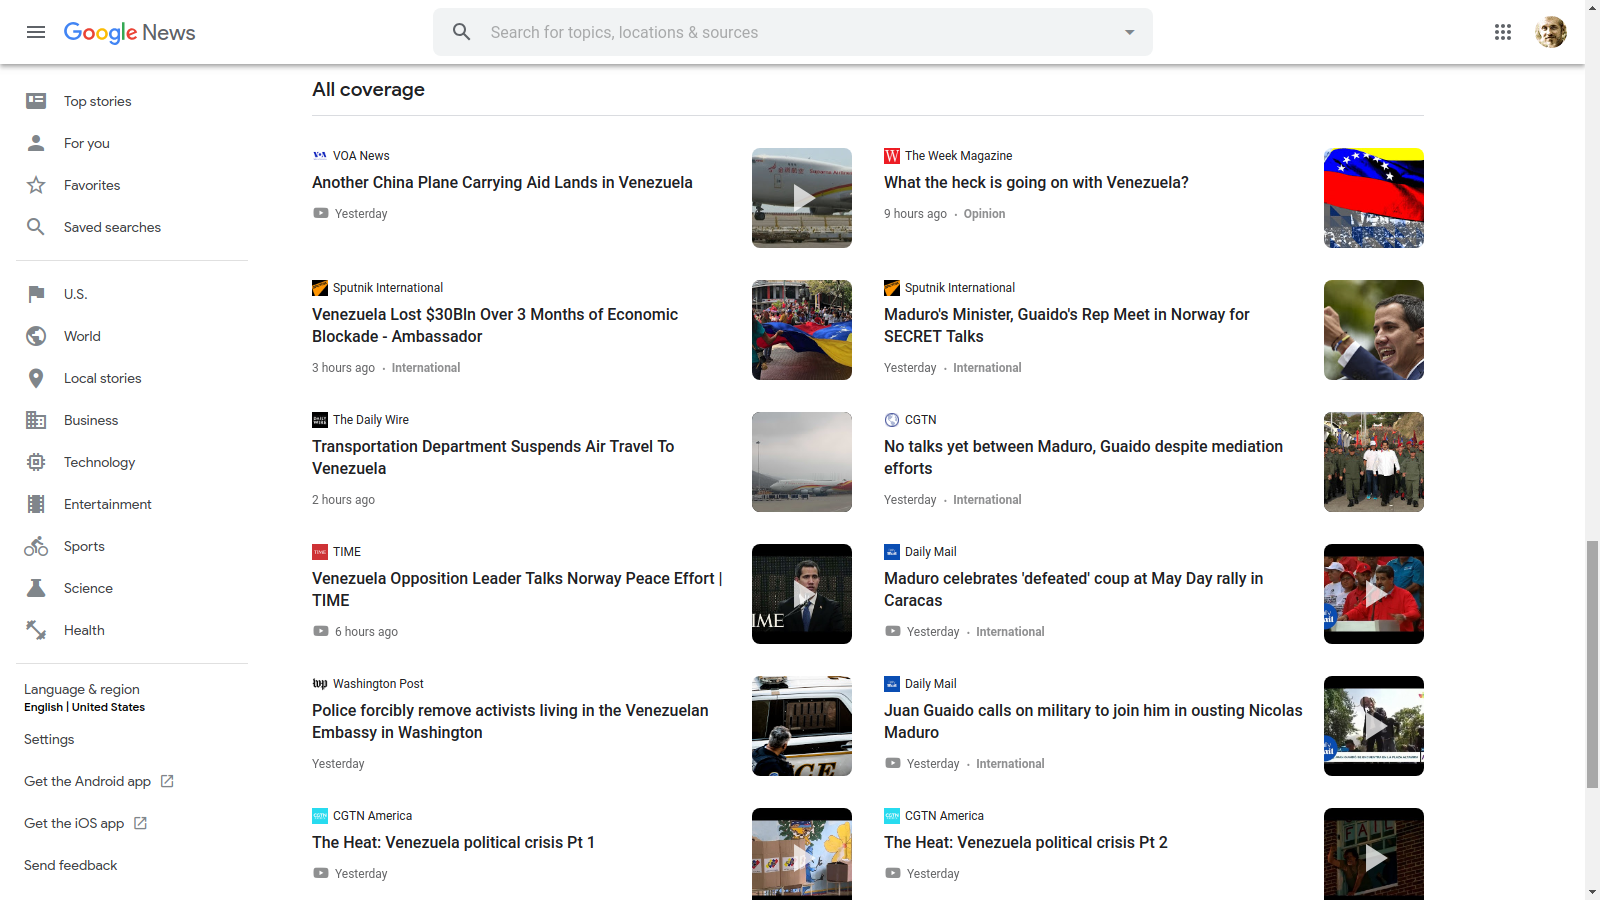 Google News
Search for topics, locations & sources
Top stories
For you
Favorites
Saved searches
U.S.
World
Local stories
Business
Technology
Entertainment
Sports
Science
Health
Language & region
English | United States
Settings
Get the Android app
Get the iOS app
Send feedback
All coverage
VOA News
Another China Plane Carrying Aid Lands in Venezuela
Yesterday
The Week Magazine
What the heck is going on with Venezuela?
9 hours ago · Opinion
Sputnik International
Venezuela Lost $30Bln Over 3 Months of Economic
Blockade - Ambassador
3 hours ago · International
Sputnik International
Maduro's Minister, Guaido's Rep Meet in Norway for
SECRET Talks
Yesterday · International
The Daily Wire
Transportation Department Suspends Air Travel To
Venezuela
2 hours ago
CGTN
No talks yet between Maduro, Guaido despite mediation
efforts
Yesterday · International
TIME
Venezuela Opposition Leader Talks Norway Peace Effort |
TIME
6 hours ago
Daily Mail
Maduro celebrates 'defeated' coup at May Day rally in
Caracas
Yesterday · International
Washington Post
Police forcibly remove activists living in the Venezuelan
Embassy in Washington
Yesterday
Daily Mail
Juan Guaido calls on military to join him in ousting Nicolas
Maduro
Yesterday · International
CGTN America
The Heat: Venezuela political crisis Pt 1
Yesterday
CGTN America
The Heat: Venezuela political crisis Pt 2
Yesterday